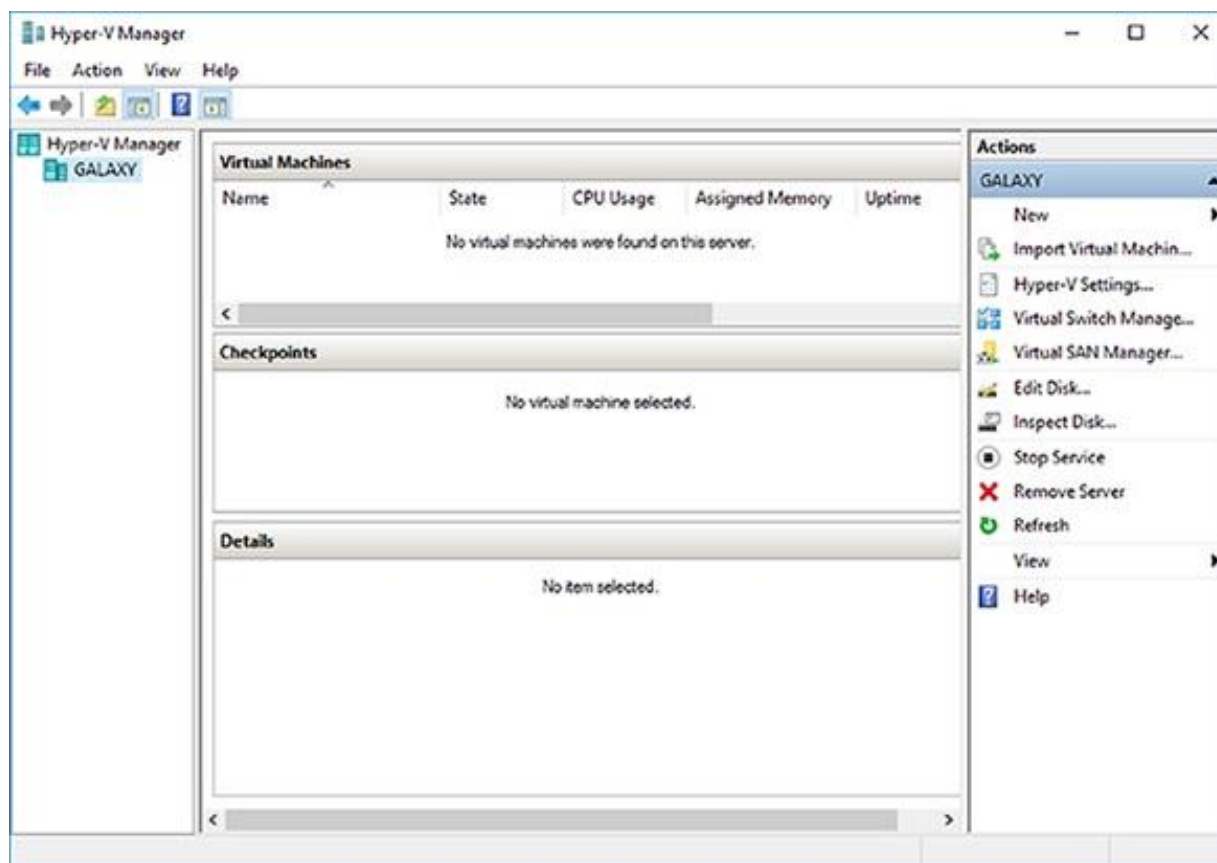 Hyper-V Manager
File Action View Help
Hyper-V Manager
GALAXY
Virtual Machines
Name State CPU Usage Assigned Memory Uptime
No virtual machines were found on this server.
Checkpoints
No virtual machine selected.
Details
No item selected.
Actions
GALAXY
New
Import Virtual Machin...
Hyper-V Settings...
Virtual Switch Manage...
Virtual SAN Manager...
Edit Disk...
Inspect Disk...
Stop Service
Remove Server
Refresh
View
Help